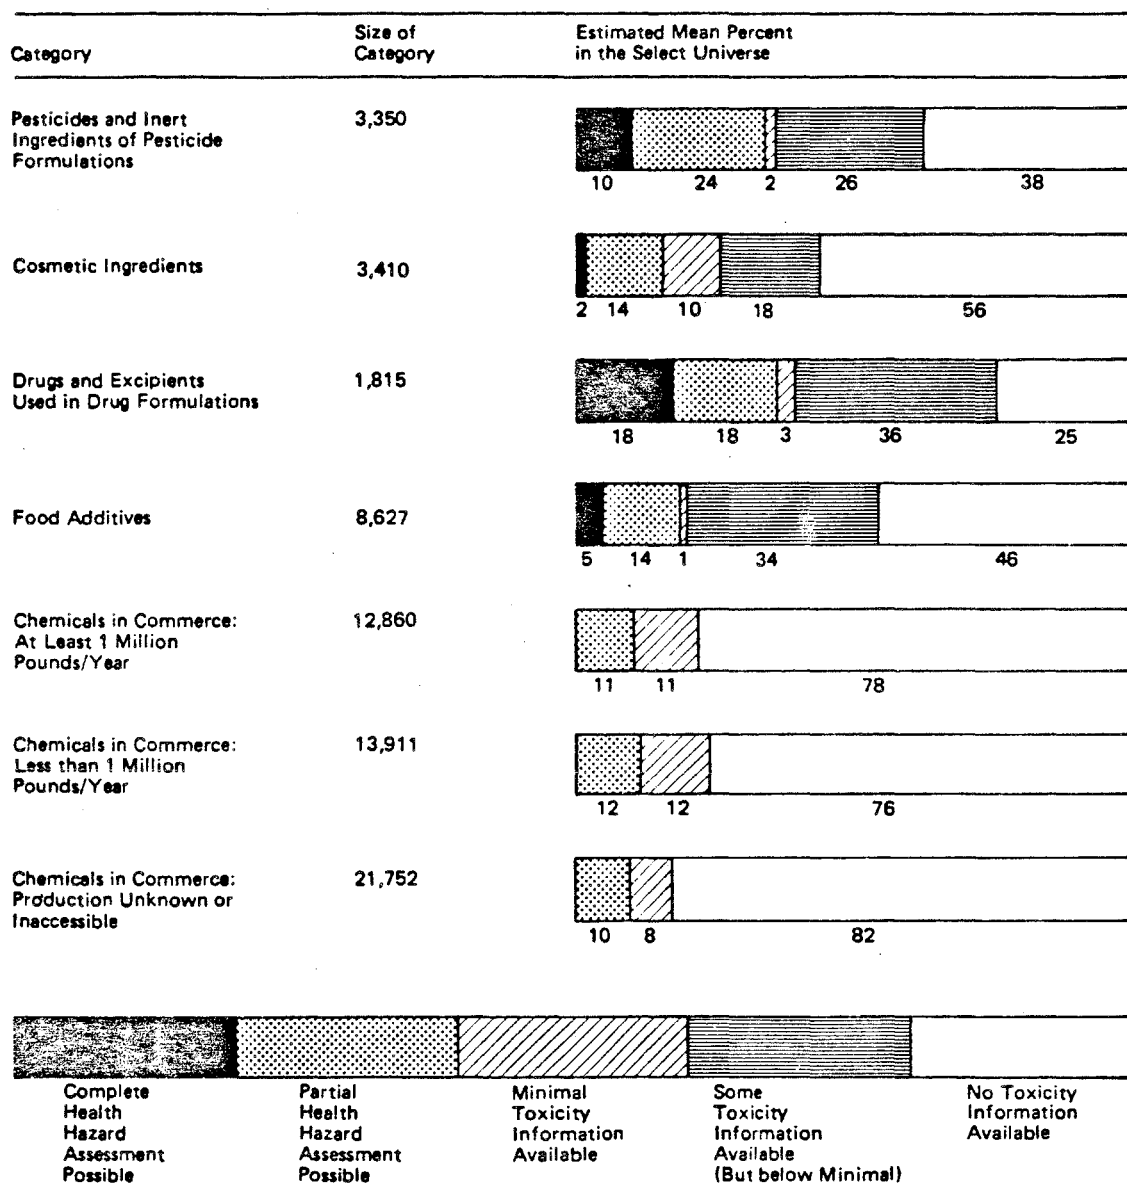 Category
Size of
Category
Estimated Mean Percent
in the Select Universe
Pesticides and Inert
Ingredients of Pesticide
Formulations
3,350
10 24 2 26 38
Cosmetic Ingredients
3,410
2 14 10 18 56
Drugs and Excipients
Used in Drug Formulations
1,815
18 18 3 36 25
Food Additives
8,627
5 14 1 34 46
Chemicals in Commerce:
At Least 1 Million
Pounds/Year
12,860
11 11 78
Chemicals in Commerce:
Less than 1 Million
Pounds/Year
13,911
12 12 76
Chemicals in Commerce:
Production Unknown or
Inaccessible
21,752
10 8 82
Complete
Health
Hazard
Assessment
Possible
Partial
Health
Hazard
Assessment
Possible
Minimal
Toxicity
Information
Available
Some
Toxicity
Information
Available
(But below Minimal)
No Toxicity
Information
Available